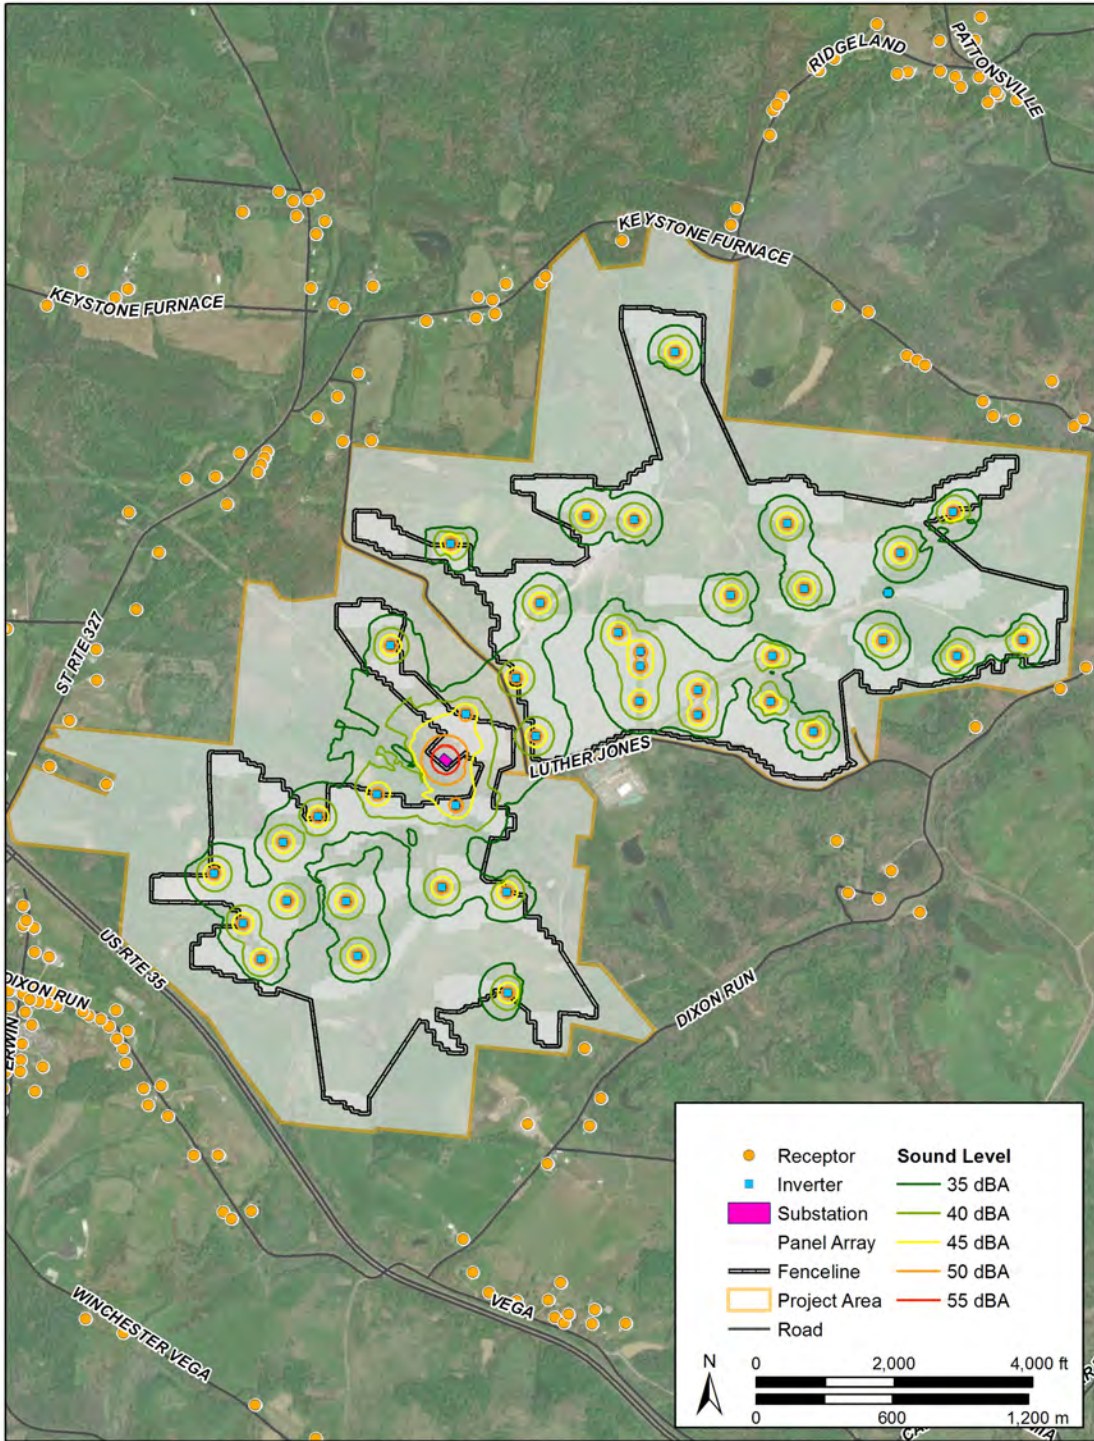 RIDGELAND
PATTONSVILLE
KEYSTONE FURNACE
KEYSTONE FURNACE
ST RTE 327
LUTHER JONES
US RTE 35
DIXON RUN
ERWIN
DIXON RUN
VEGA
WINCHESTER VEGA
Receptor
Inverter
Substation
Panel Array
Fenceline
Project Area
Road
Sound Level
35 dBA
40 dBA
45 dBA
50 dBA
55 dBA
N
0 2,000 4,000 ft
0 600 1,200 m